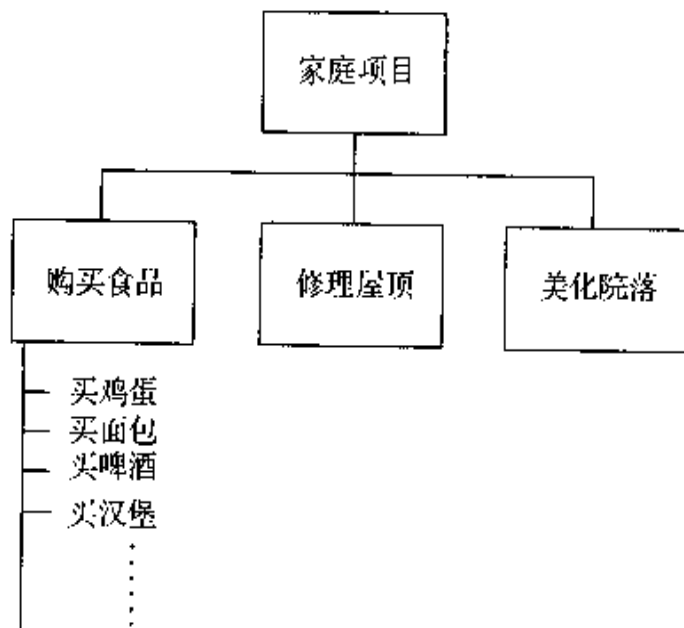 家庭项目
购买食品
修理屋顶
美化院落
买鸡蛋
买面包
买啤酒
买汉堡